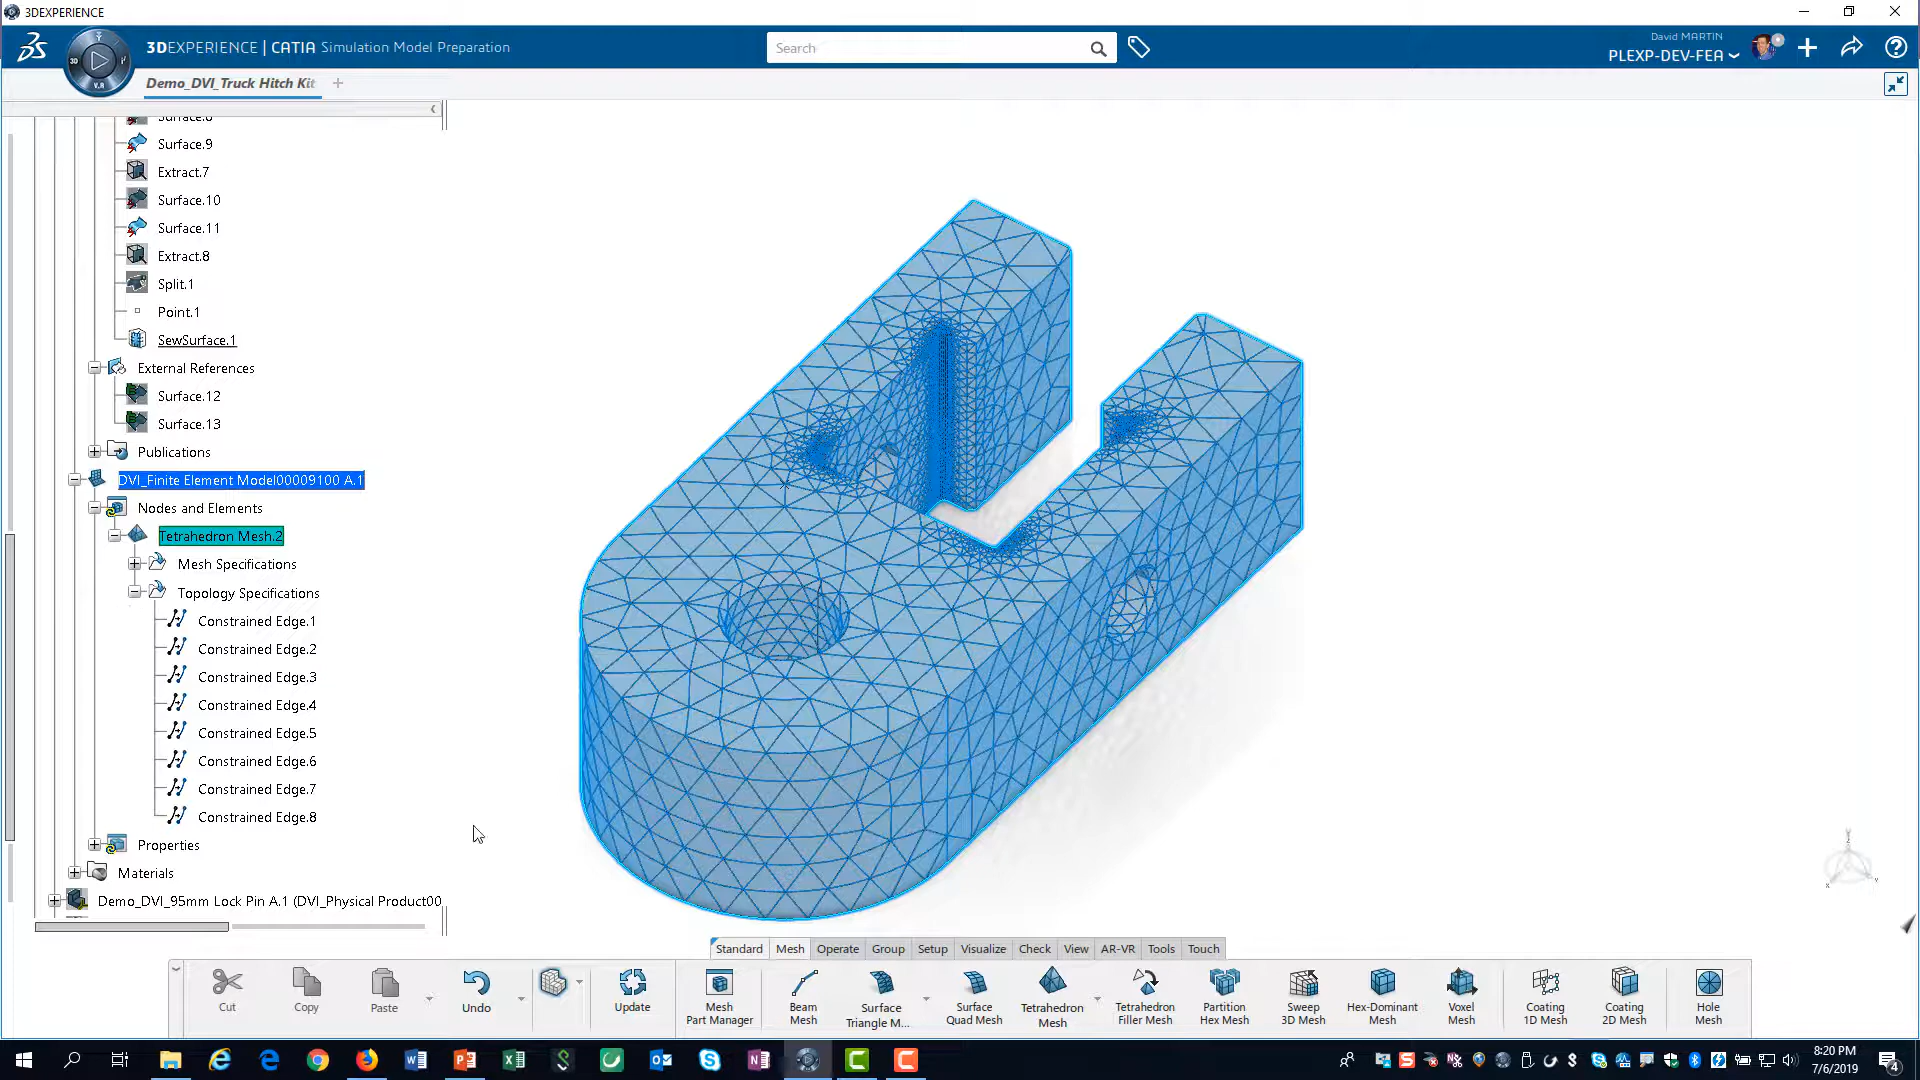 3DEXPERIENCE
3DEXPERIENCE | CATIA Simulation Model Preparation
Search
David MARTIN
PLEXP-DEV-FEA
3D
V.R
Demo_DVI_Truck Hitch Kit
Surface.8
Surface.9
Extract.7
Surface.10
Surface.11
Extract.8
Split.1
Point.1
SewSurface.1
External References
Surface.12
Surface.13
Publications
DVI_Finite Element Model00009100 A.1
Nodes and Elements
Tetrahedron Mesh.2
Mesh Specifications
Topology Specifications
Constrained Edge.1
Constrained Edge.2
Constrained Edge.3
Constrained Edge.4
Constrained Edge.5
Constrained Edge.6
Constrained Edge.7
Constrained Edge.8
Properties
Materials
Demo_DVI_95mm Lock Pin A.1 (DVI_Physical Product00
Standard Mesh Operate Group Setup Visualize Check View AR-VR Tools Touch
Cut
Copy
Paste
Undo
Update
Mesh Part Manager
Beam Mesh
Surface Triangle M...
Surface Quad Mesh
Tetrahedron Mesh
Tetrahedron Filler Mesh
Partition Hex Mesh
Sweep 3D Mesh
Hex-Dominant Mesh
Voxel Mesh
Coating 1D Mesh
Coating 2D Mesh
Hole Mesh
8:20 PM
7/6/2019
4